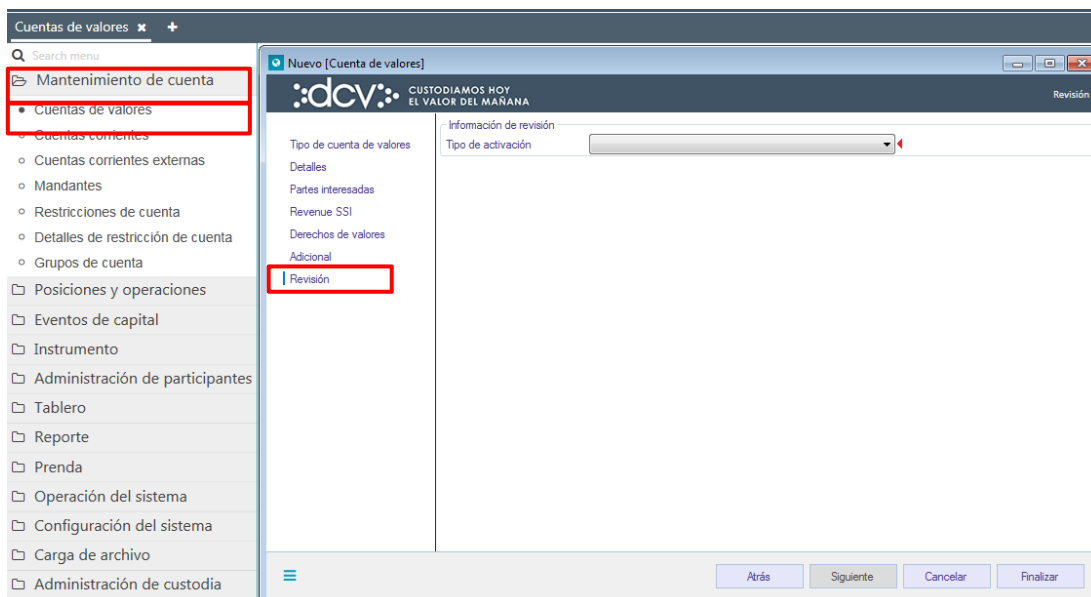 Cuentas de valores
Search menu
Mantenimiento de cuenta
Cuentas de valores
Cuentas corrientes
Cuentas corrientes externas
Mandantes
Restricciones de cuenta
Detalles de restricción de cuenta
Grupos de cuenta
Posiciones y operaciones
Eventos de capital
Instrumento
Administración de participantes
Tablero
Reporte
Prenda
Operación del sistema
Configuración del sistema
Carga de archivo
Administración de custodia
Nuevo [Cuenta de valores]
dcv
CUSTODIAMOS HOY
EL VALOR DEL MAÑANA
Revisión
Tipo de cuenta de valores
Detalles
Partes interesadas
Revenue SSI
Derechos de valores
Adicional
Revisión
Información de revisión
Tipo de activación
Atrás
Siguiente
Cancelar
Finalizar